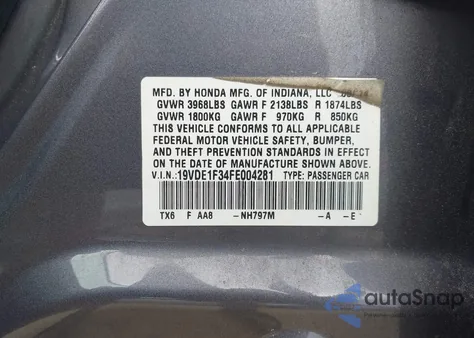 MFD. BY HONDA MFG. OF INDIANA, LLC
GVWR 3968LBS GAWR F 2138LBS R 1874LBS
GVWR 1800KG GAWR F 970KG R 850KG
THIS VEHICLE CONFORMS TO ALL APPLICABLE
FEDERAL MOTOR VEHICLE SAFETY, BUMPER,
AND THEFT PREVENTION STANDARDS IN EFFECT
ON THE DATE OF MANUFACTURE SHOWN ABOVE.
V.I.N.:19VDE1F34FE004281 TYPE: PASSENGER CAR
TX6 F AA8 -NH797M -A -E
autoSnap